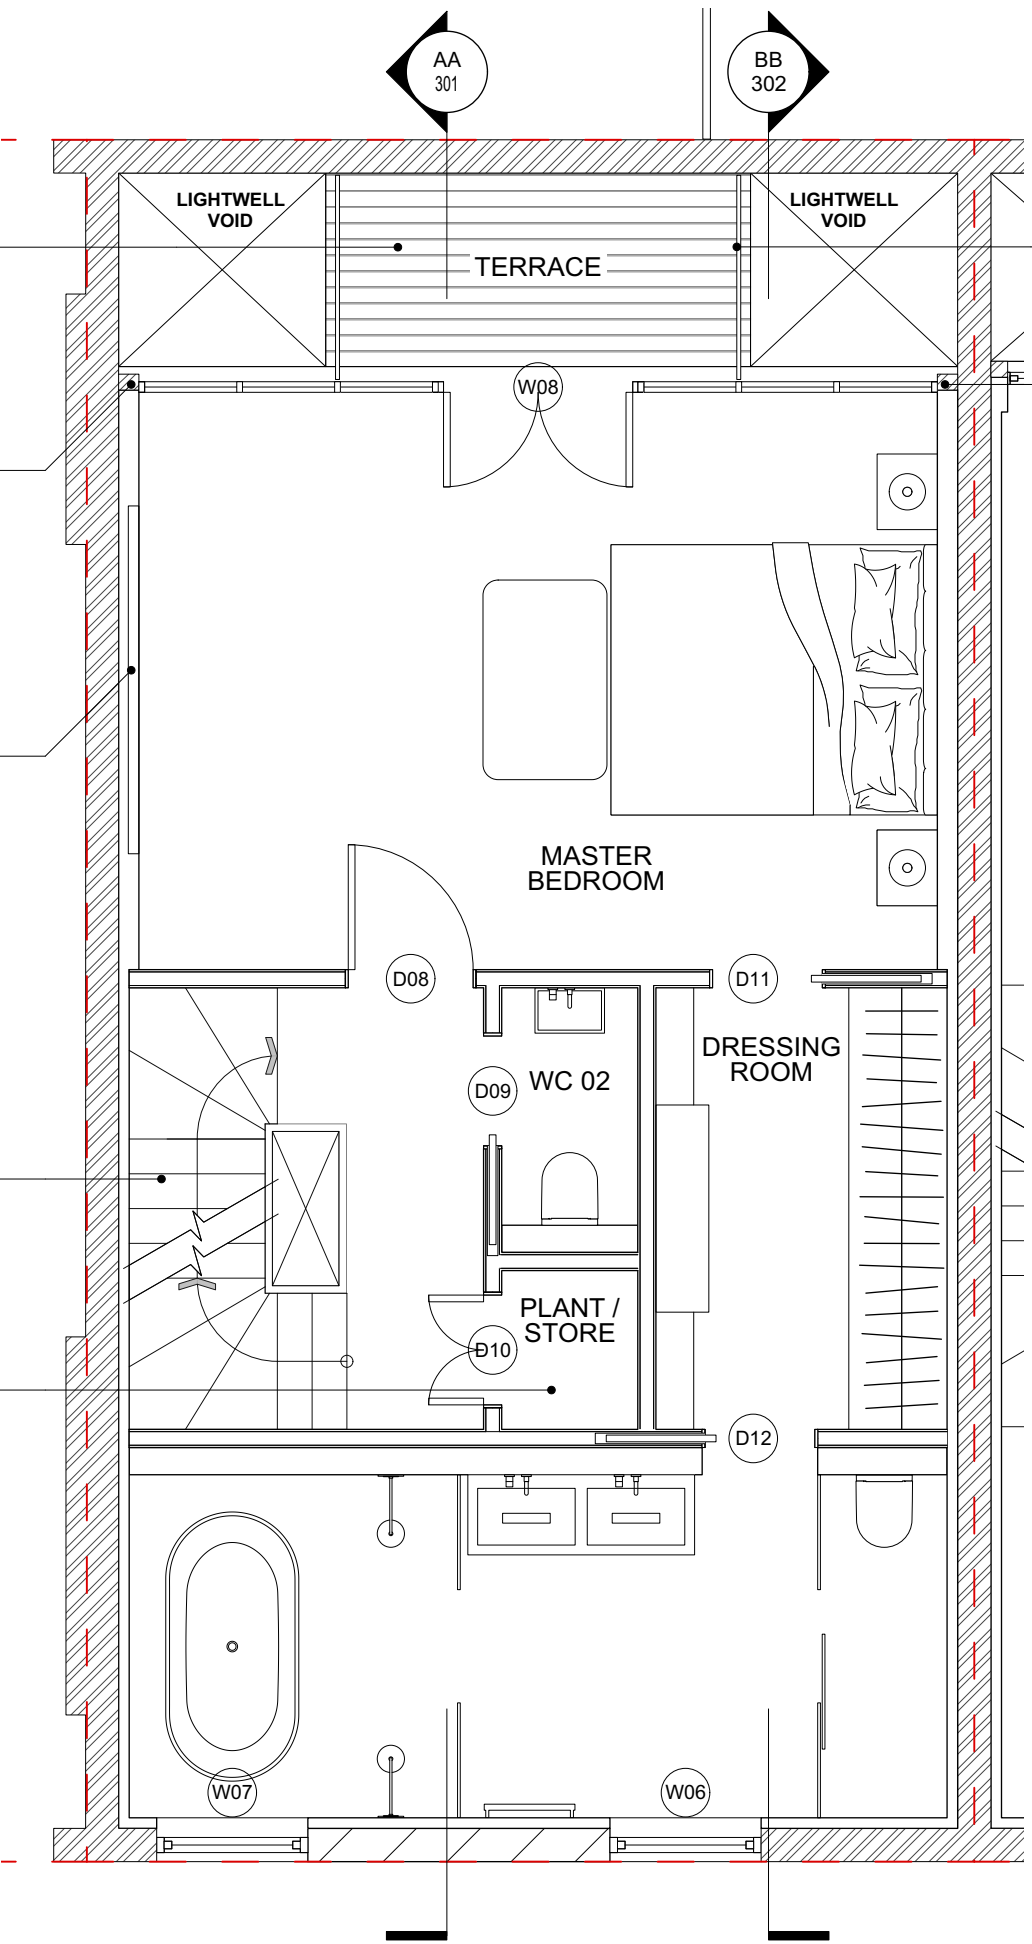 AA
301
BB
302
LIGHTWELL
VOID
LIGHTWELL
VOID
TERRACE
W08
MASTER
BEDROOM
D08
D11
DRESSING
ROOM
D09
WC 02
PLANT /
STORE
D10
D12
W07
W06